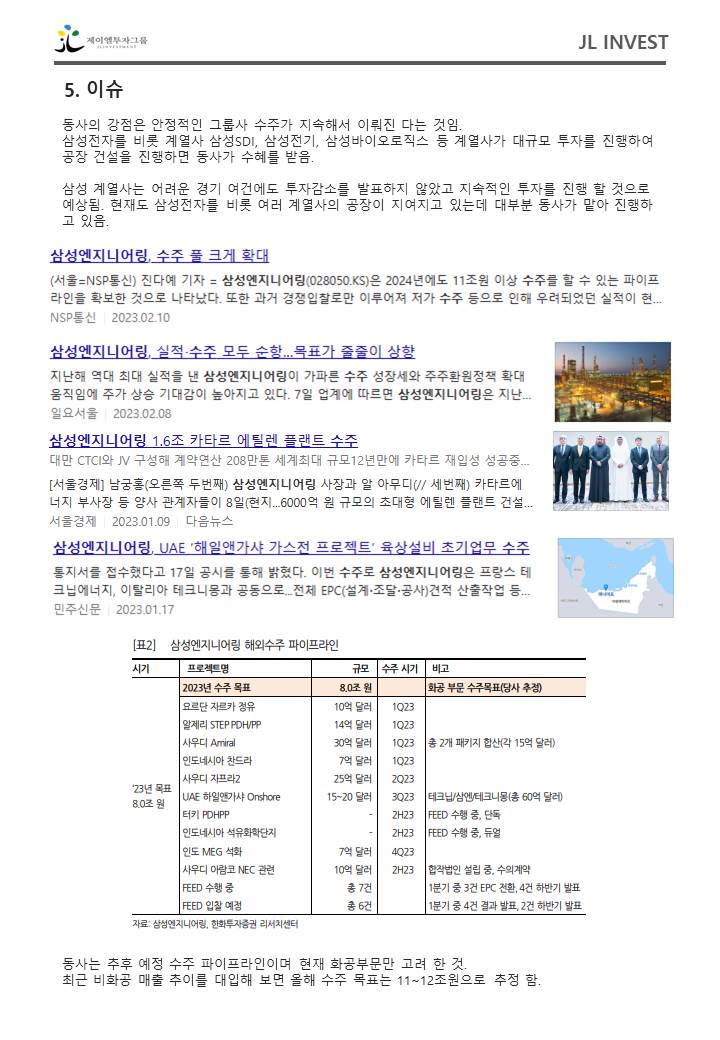 제이엘투자그룹
JLINVESTMENT
JL INVEST
5. 이슈
동사의 강점은 안정적인 그룹사 수주가 지속해서 이뤄진 다는 것임.
삼성전자를 비롯 계열사 삼성SDI, 삼성전기, 삼성바이오로직스 등 계열사가 대규모 투자를 진행하여
공장 건설을 진행하면 동사가 수혜를 받음.
삼성 계열사는 어려운 경기 여건에도 투자감소를 발표하지 않았고 지속적인 투자를 진행 할 것으로
예상됨. 현재도 삼성전자를 비롯 여러 계열사의 공장이 지여지고 있는데 대부분 동사가 맡아 진행하
고 있음.
삼성엔지니어링, 수주 풀 크게 확대
(서울=NSP통신) 진다예 기자 = 삼성엔지니어링(028050.KS)은 2024년에도 11조원 이상 수주를 할 수 있는 파이프
라인을 확보한 것으로 나타났다. 또한 과거 경쟁입찰로만 이루어져 저가 수주 등으로 인해 우려되었던 실적이 현...
NSP통신 | 2023.02.10
삼성엔지니어링, 실적·수주 모두 순항...목표가 줄줄이 상향
지난해 역대 최대 실적을 낸 삼성엔지니어링이 가파른 수주 성장세와 주주환원정책 확대
움직임에 주가 상승 기대감이 높아지고 있다. 7일 업계에 따르면 삼성엔지니어링은 지난...
일요서울 | 2023.02.08
삼성엔지니어링 1.6조 카타르 에틸렌 플랜트 수주
대만 CTCI와 JV 구성해 계약연산 208만톤 세계최대 규모12년만에 카타르 재입성 성공중...
[서울경제] 남궁홍(오른쪽 두번째) 삼성엔지니어링 사장과 알 아무디(// 세번째) 카타르에
너지 부사장 등 양사 관계자들이 8일(현지...6000억 원 규모의 초대형 에틸렌 플랜트 건설...
서울경제 | 2023.01.09 | 다음뉴스
삼성엔지니어링, UAE '해일앤가샤 가스전 프로젝트' 육상설비 초기업무 수주
통지서를 접수했다고 17일 공시를 통해 밝혔다. 이번 수주로 삼성엔지니어링은 프랑스 테
크닙에너지, 이탈리아 테크니몽과 공동으로...전체 EPC(설계·조달·공사)견적 산출작업 등...
민주신문 | 2023.01.17
[표2] 삼성엔지니어링 해외수주 파이프라인
시기 프로젝트명 규모 수주 시기 비고
2023년 수주 목표 8.0조 원 화공 부문 수주목표(당사 추정)
요르단 자르카 정유 10억 달러 1Q23
알제리 STEP PDH/PP 14억 달러 1Q23
사우디 Amiral 30억 달러 1Q23 총 2개 패키지 합산(각 15억 달러)
인도네시아 찬드라 7억 달러 1Q23
사우디 자프라2 25억 달러 2Q23
'23년 목표
8.0조 원
UAE 하일앤가샤 Onshore 15~20 달러 3Q23 테크닙/삼엔/테크니몽(총 60억 달러)
터키 PDHPP - 2H23 FEED 수행 중, 단독
인도네시아 석유화학단지 - 2H23 FEED 수행 중, 듀얼
인도 MEG 석화 7억 달러 4Q23
사우디 아람코 NEC 관련 10억 달러 2H23 합작법인 설립 중, 수의계약
FEED 수행 중 총 7건 1분기 중 3건 EPC 전환, 4건 하반기 발표
FEED 입찰 예정 총 6건 1분기 중 4건 결과 발표, 2건 하반기 발표
자료: 삼성엔지니어링, 한화투자증권 리서치센터
동사는 추후 예정 수주 파이프라인이며 현재 화공부문만 고려 한 것.
최근 비화공 매출 추이를 대입해 보면 올해 수주 목표는 11~12조원으로 추정 함.